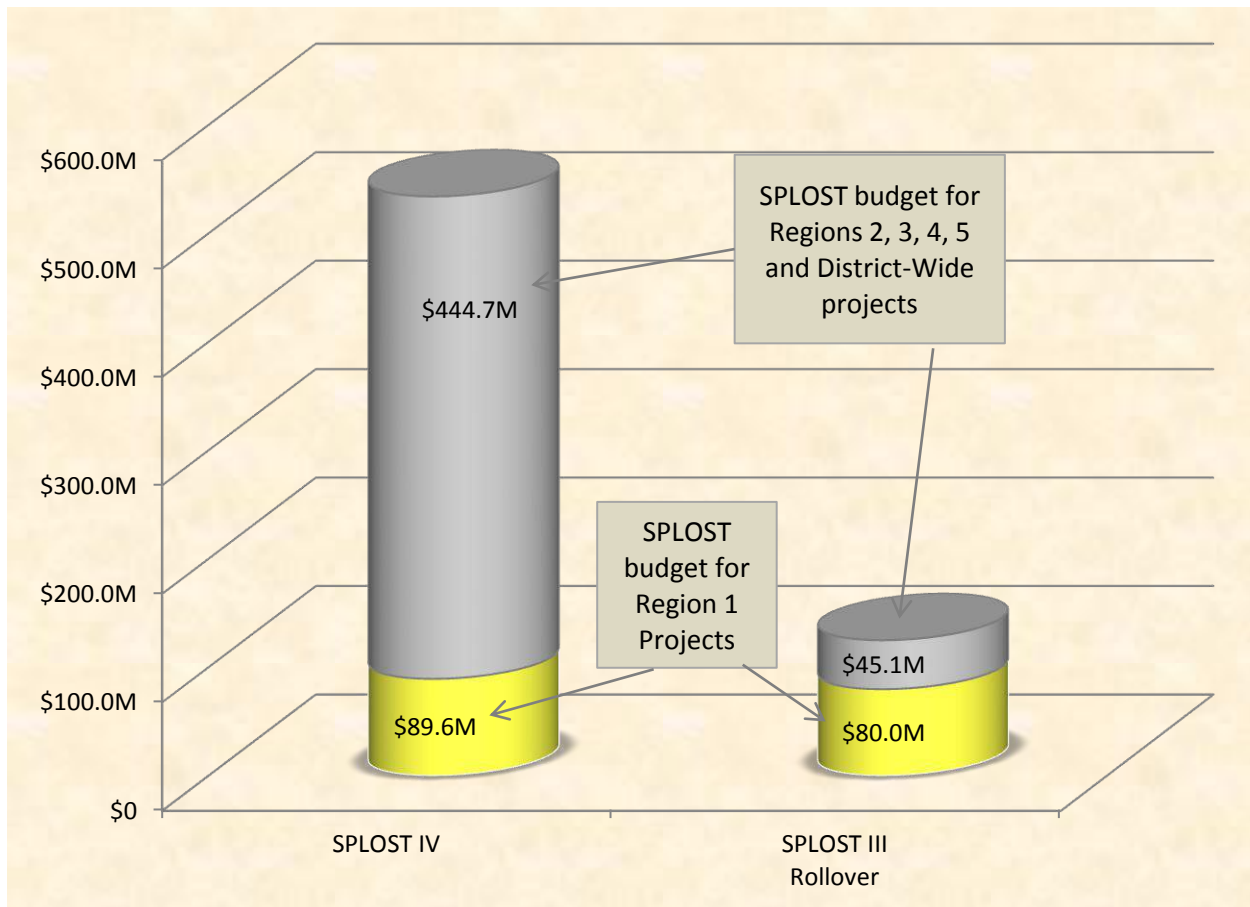 $600.0M
$500.0M
$400.0M
$300.0M
$200.0M
$100.0M
$0
$444.7M
$89.6M
SPLOST budget for
Regions 2, 3, 4, 5
and District-Wide
projects
SPLOST
budget for
Region 1
Projects
$45.1M
$80.0M
SPLOST IV
SPLOST III
Rollover